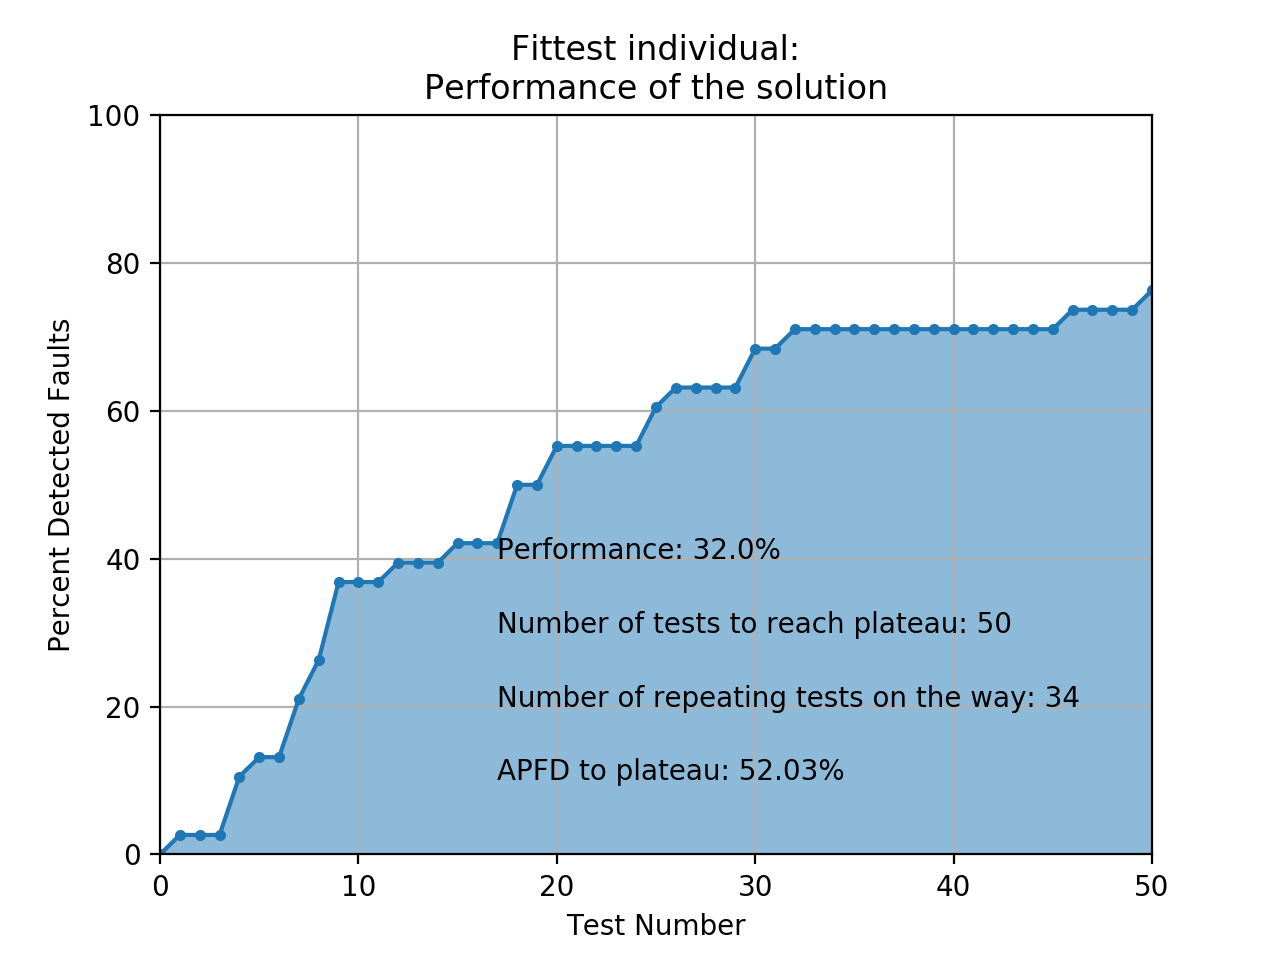 Fittest individual:
Performance of the solution
100
80
60
40
20
0
Percent Detected Faults
Performance: 32.0%
Number of tests to reach plateau: 50
Number of repeating tests on the way: 34
APFD to plateau: 52.03%
0 10 20 30 40 50
Test Number